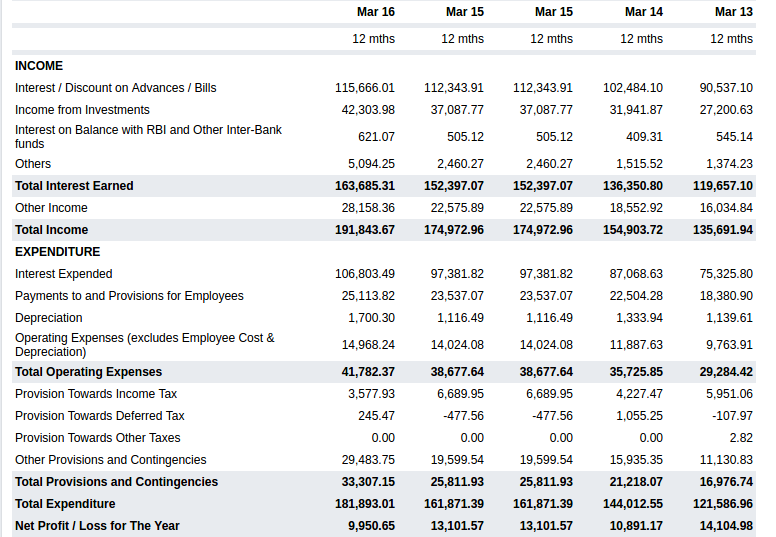 Mar 16 Mar 15 Mar 15 Mar 14 Mar 13
12 mths 12 mths 12 mths 12 mths 12 mths
INCOME
Interest / Discount on Advances / Bills 115,666.01 112,343.91 112,343.91 102,484.10 90,537.10
Income from Investments 42,303.98 37,087.77 37,087.77 31,941.87 27,200.63
Interest on Balance with RBI and Other Inter-Bank
funds 621.07 505.12 505.12 409.31 545.14
Others 5,094.25 2,460.27 2,460.27 1,515.52 1,374.23
Total Interest Earned 163,685.31 152,397.07 152,397.07 136,350.80 119,657.10
Other Income 28,158.36 22,575.89 22,575.89 18,552.92 16,034.84
Total Income 191,843.67 174,972.96 174,972.96 154,903.72 135,691.94
EXPENDITURE
Interest Expended 106,803.49 97,381.82 97,381.82 87,068.63 75,325.80
Payments to and Provisions for Employees 25,113.82 23,537.07 23,537.07 22,504.28 18,380.90
Depreciation 1,700.30 1,116.49 1,116.49 1,333.94 1,139.61
Operating Expenses (excludes Employee Cost &
Depreciation) 14,968.24 14,024.08 14,024.08 11,887.63 9,763.91
Total Operating Expenses 41,782.37 38,677.64 38,677.64 35,725.85 29,284.42
Provision Towards Income Tax 3,577.93 6,689.95 6,689.95 4,227.47 5,951.06
Provision Towards Deferred Tax 245.47 -477.56 -477.56 1,055.25 -107.97
Provision Towards Other Taxes 0.00 0.00 0.00 0.00 2.82
Other Provisions and Contingencies 29,483.75 19,599.54 19,599.54 15,935.35 11,130.83
Total Provisions and Contingencies 33,307.15 25,811.93 25,811.93 21,218.07 16,976.74
Total Expenditure 181,893.01 161,871.39 161,871.39 144,012.55 121,586.96
Net Profit / Loss for The Year 9,950.65 13,101.57 13,101.57 10,891.17 14,104.98